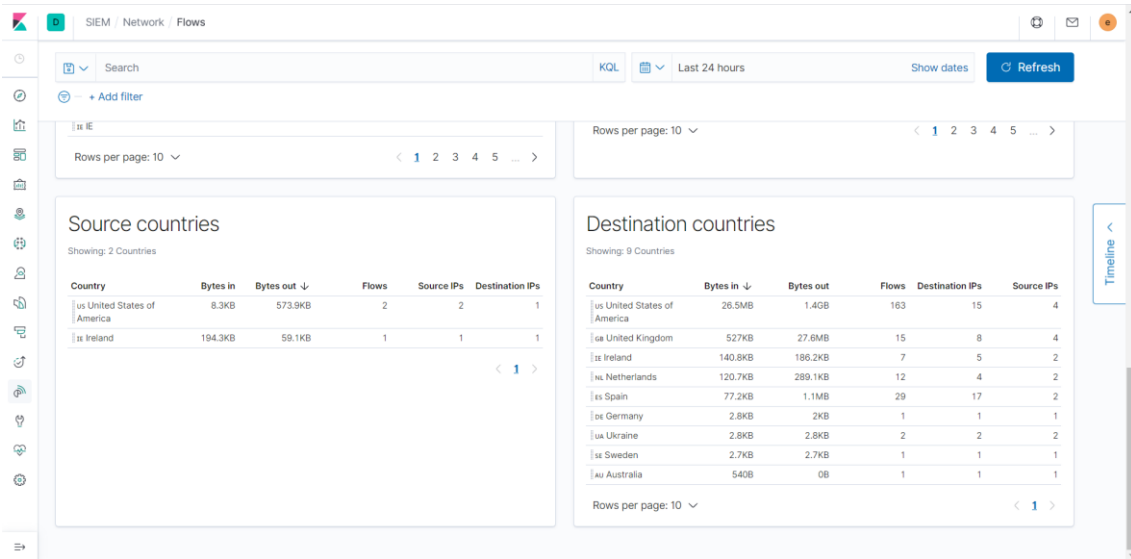 D SIEM / Network / Flows e
Search KQL Last 24 hours Show dates Refresh
+ Add filter
IE IE
Rows per page: 10 1 2 3 4 5 ...
Rows per page: 10 1 2 3 4 5 ...
Source countries
Showing: 2 Countries
Country Bytes in Bytes out Flows Source IPs Destination IPs
US United States of America 8.3KB 573.9KB 2 2 1
IE Ireland 194.3KB 59.1KB 1 1 1
1
Destination countries
Showing: 9 Countries
Country Bytes in Bytes out Flows Destination IPs Source IPs
US United States of America 26.5MB 1.4GB 163 15 4
GB United Kingdom 527KB 27.6MB 15 8 4
IE Ireland 140.8KB 186.2KB 7 5 2
NL Netherlands 120.7KB 289.1KB 12 4 2
ES Spain 77.2KB 1.1MB 29 17 2
DE Germany 2.8KB 2KB 1 1 1
UA Ukraine 2.8KB 2.8KB 2 2 2
SE Sweden 2.7KB 2.7KB 1 1 1
AU Australia 540B 0B 1 1 1
Rows per page: 10 1
Timeline